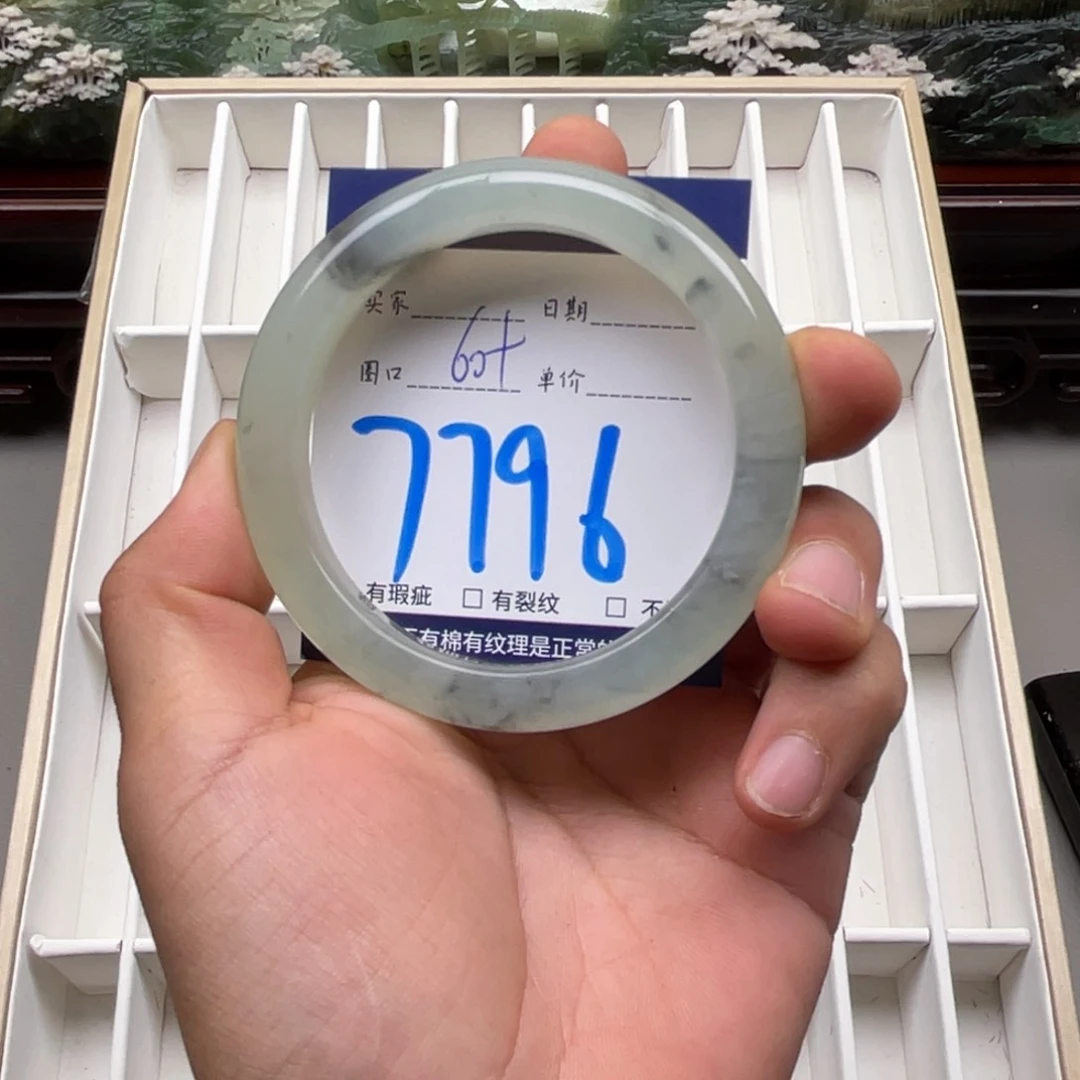 买家 日期
圈口 60+ 单价
7796
有瑕疵 □ 有裂纹 □ 不
有棉有纹理是正常